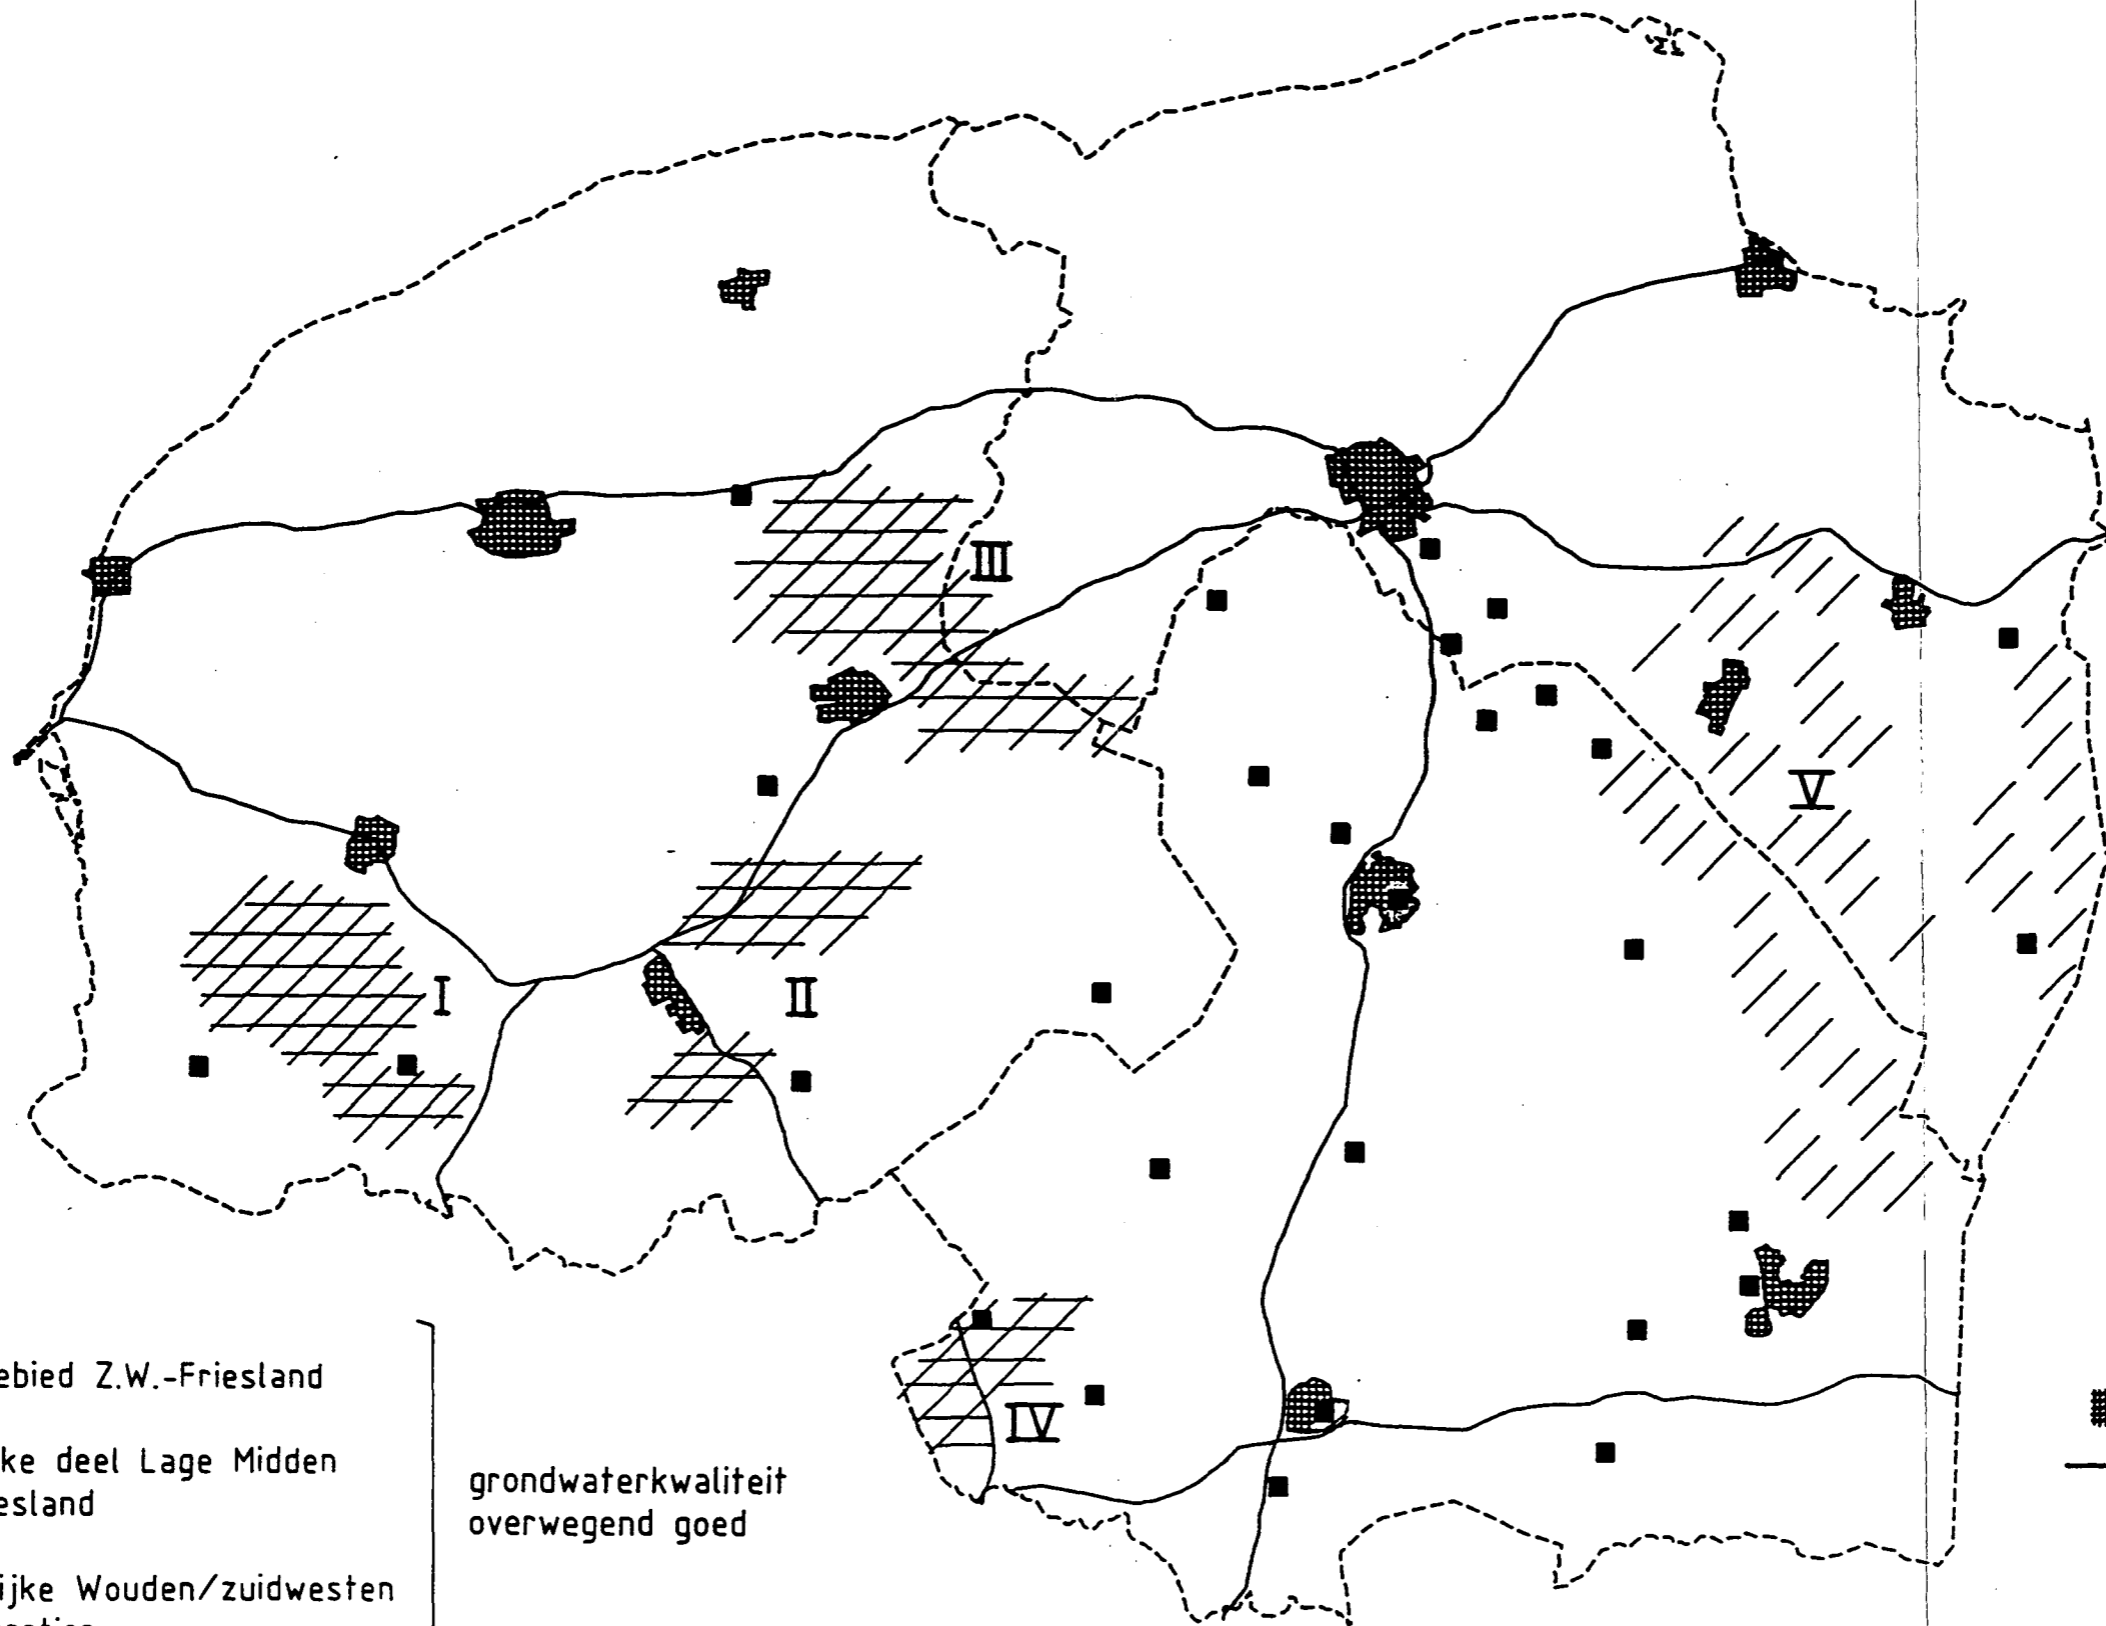 III
V
I
II
IV
ebied Z.W.-Friesland
ke deel Lage Midden
esland
grondwaterkwaliteit
overwegend goed
ijke Wouden/zuidwesten